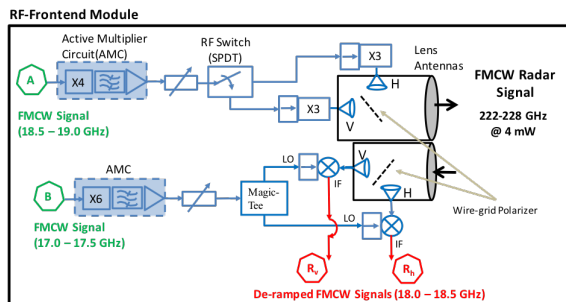 RF-Frontend Module
Active Multiplier
Circuit(AMC)
RF Switch
(SPDT)
X3
Lens
Antennas
A
X4
H
FMCW Radar
Signal
222-228 GHz
@ 4 mW
FMCW Signal
(18.5 – 19.0 GHz)
X3
V
AMC
LO
V
IF
B
X6
Magic-
Tee
H
Wire-grid Polarizer
FMCW Signal
(17.0 – 17.5 GHz)
LO
IF
Rv
Rh
De-ramped FMCW Signals (18.0 – 18.5 GHz)